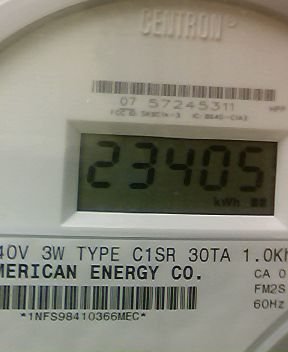 CENTRON
07 57245311
23405
kWh
40V 3W TYPE C1SR 30TA 1.0Kh
MERICAN ENERGY CO.
CA 0
FM2S
60Hz
*1NFS98410366MEC*